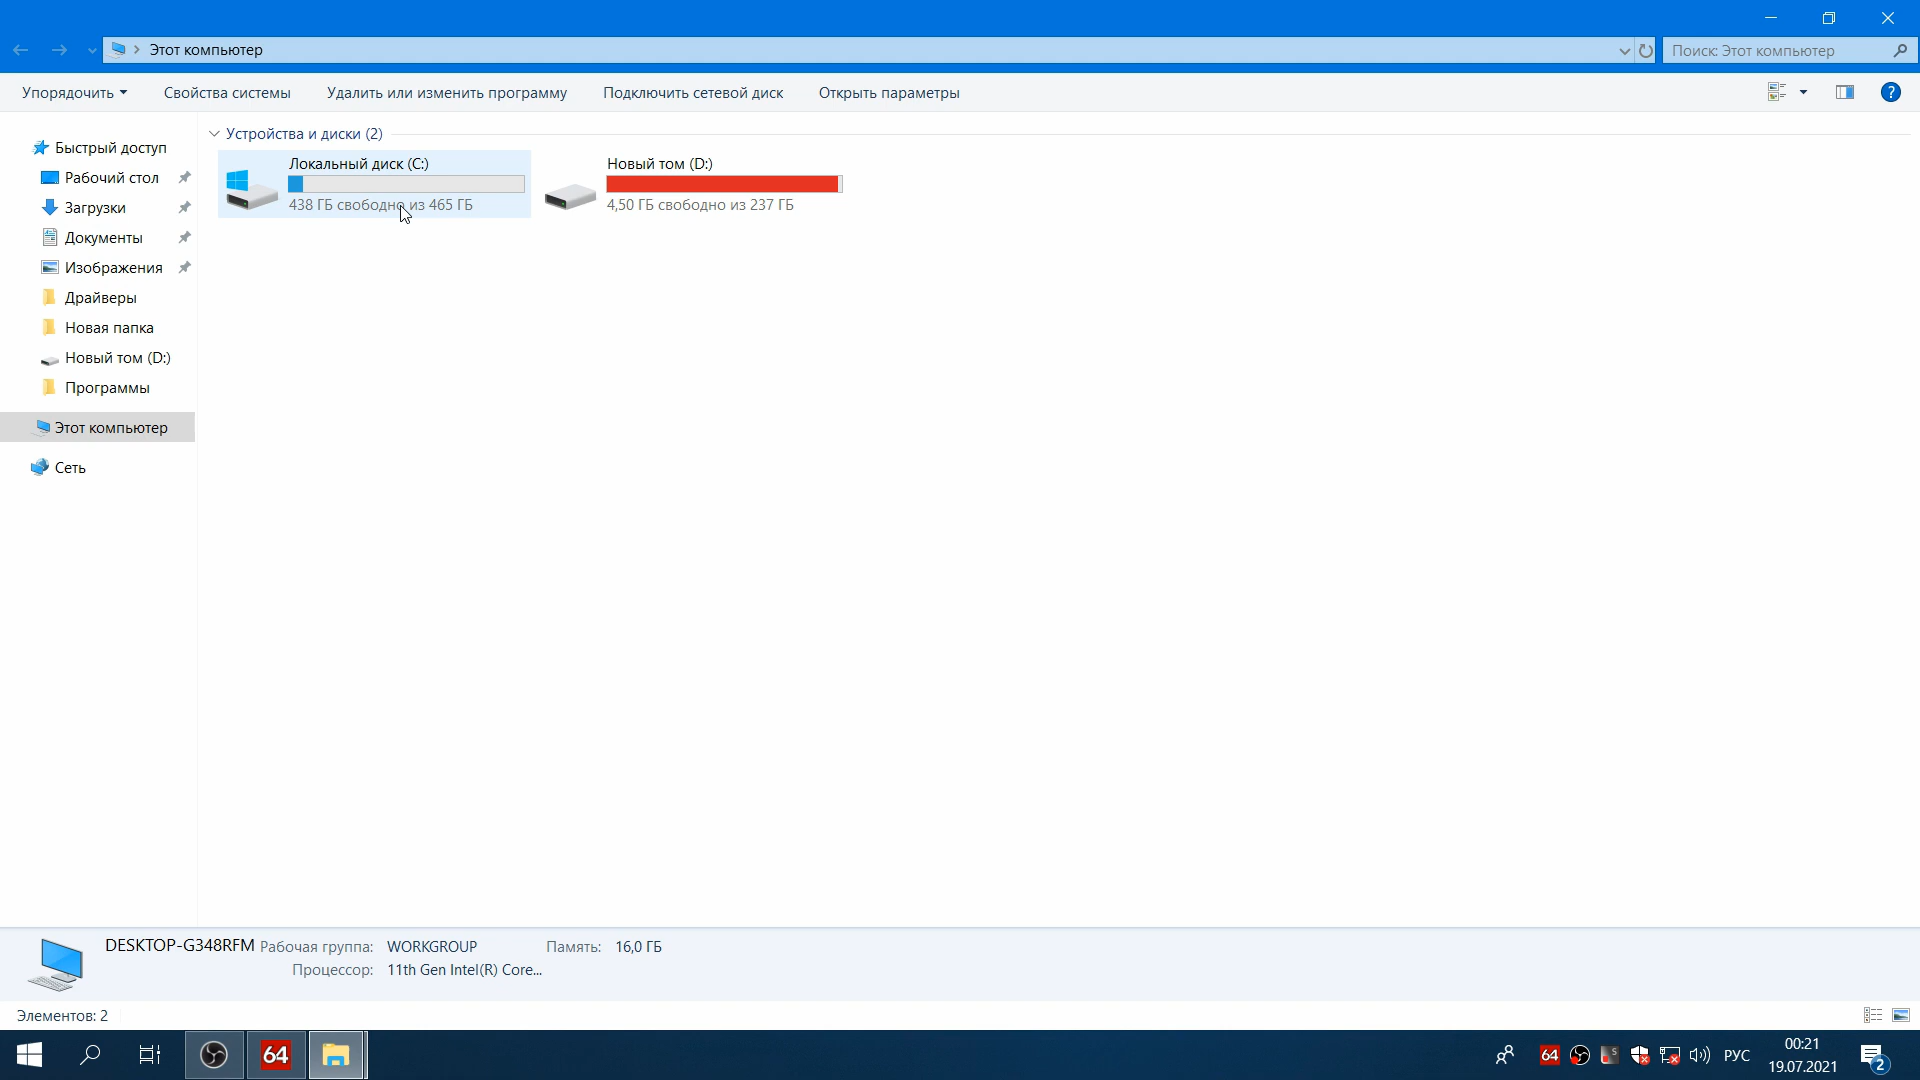 Этот компьютер
Поиск: Этот компьютер
Упорядочить
Свойства системы
Удалить или изменить программу
Подключить сетевой диск
Открыть параметры
Быстрый доступ
Рабочий стол
Загрузки
Документы
Изображения
Драйверы
Новая папка
Новый том (D:)
Программы
Этот компьютер
Сеть
Устройства и диски (2)
Локальный диск (C:)
438 ГБ свободно из 465 ГБ
Новый том (D:)
4,50 ГБ свободно из 237 ГБ
DESKTOP-G348RFM Рабочая группа: WORKGROUP Память: 16,0 ГБ
Процессор: 11th Gen Intel(R) Core...
Элементов: 2
64
64
S
РУС
00:21
19.07.2021
2